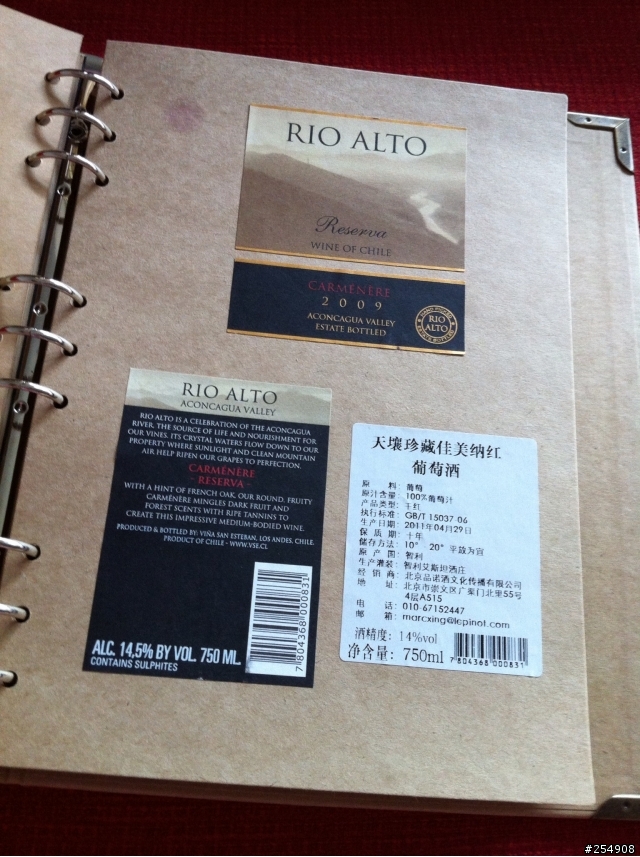 RIO ALTO
Reserva
WINE OF CHILE
CARMÉNÈRE
2009
ACONCAGUA VALLEY
ESTATE BOTTLED
RIO
ALTO
RIO ALTO
ACONCAGUA VALLEY
RIO ALTO IS A CELEBRATION OF THE ACONCAGUA
RIVER, THE SOURCE OF LIFE AND NOURISHMENT FOR
OUR VINES. ITS CRYSTAL WATERS FLOW DOWN TO OUR
PROPERTY WHERE SUNLIGHT AND CLEAN MOUNTAIN
AIR HELP RIPEN OUR GRAPES TO PERFECTION.
CARMÉNÈRE
- RESERVA -
WITH A HINT OF FRENCH OAK, OUR ROUND, FRUITY
CARMÉNÈRE MINGLES DARK FRUIT AND
FOREST SCENTS WITH RIPE TANNINS TO
CREATE THIS IMPRESSIVE MEDIUM-BODIED WINE.
PRODUCED & BOTTLED BY: VIÑA SAN ESTEBAN, LOS ANDES, CHILE.
PRODUCT OF CHILE - WWW.VSE.CL
ALC. 14,5% BY VOL. 750 ML.
CONTAINS SULPHITES
7 804368 000831
天壤珍藏佳美纳红
葡萄酒
原 料: 葡萄
原汁含量: 100%葡萄汁
产品类型: 干红
执行标准: GB/T 15037-06
生产日期: 2011年04月29日
保 质 期: 十年
储存方法: 10° 20° 平放为宜
原 产 国: 智利
生产灌装: 智利艾斯坦酒庄
经 销 商: 北京品诺酒文化传播有限公司
地 址: 北京市崇文区广渠门北里55号
4层A515
电 话: 010-67152447
邮 箱: marcxing@lepinot.com
酒精度: 14%vol
净含量: 750ml
7 804368 000831
#254908